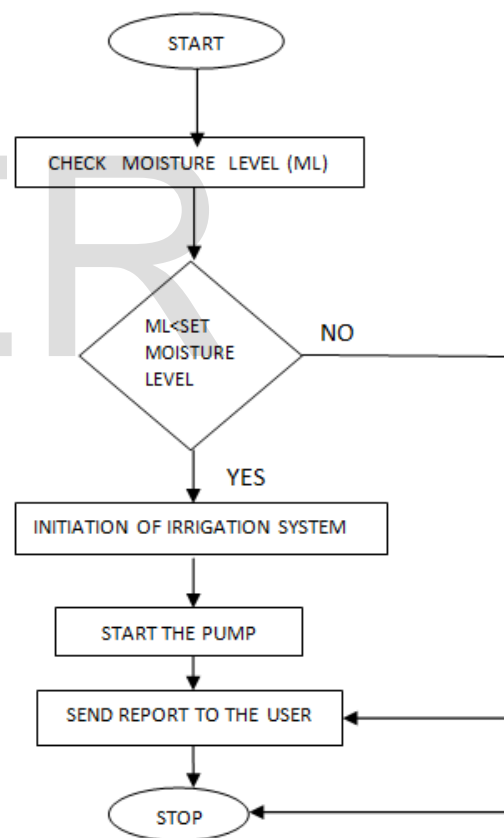 START
CHECK MOISTURE LEVEL (ML)
ML<SET
MOISTURE
LEVEL
NO
YES
INITIATION OF IRRIGATION SYSTEM
START THE PUMP
SEND REPORT TO THE USER
STOP